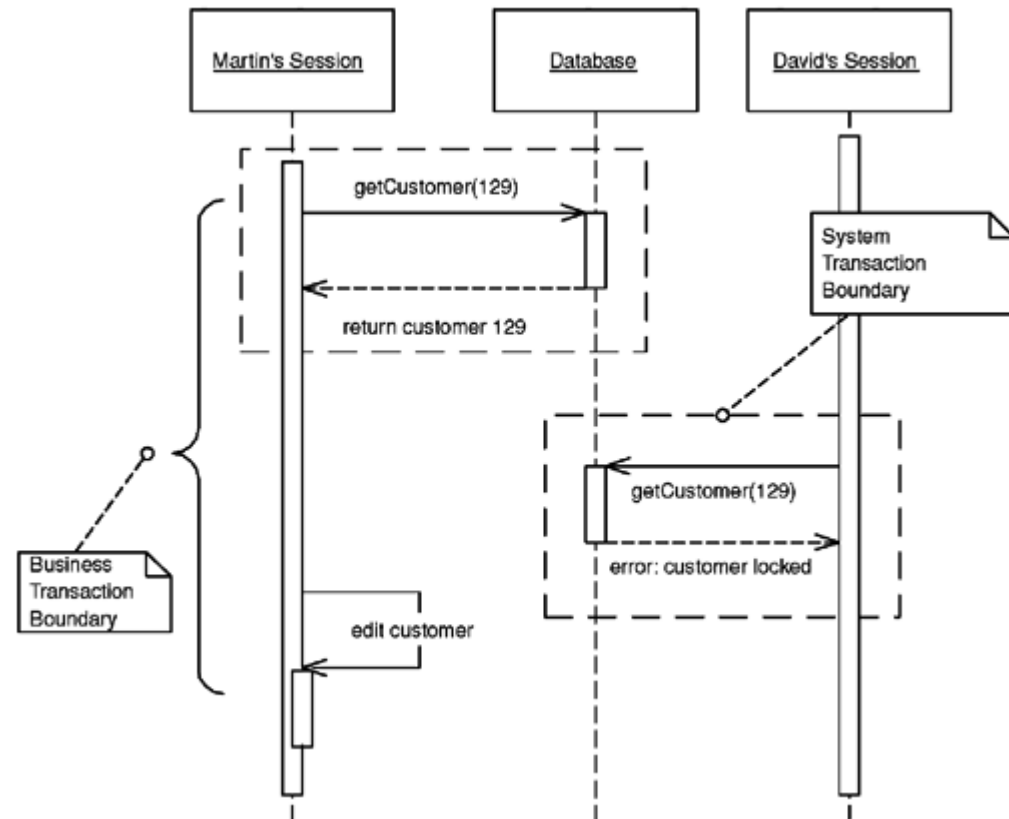 Martin's Session
Database
David's Session
getCustomer(129)
System
Transaction
Boundary
return customer 129
getCustomer(129)
error: customer locked
Business
Transaction
Boundary
edit customer